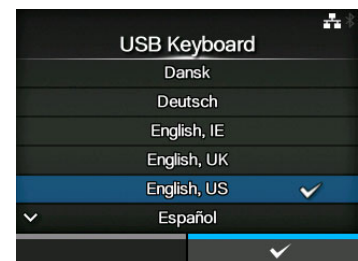 USB Keyboard
Dansk
Deutsch
English, IE
English, UK
English, US
Español